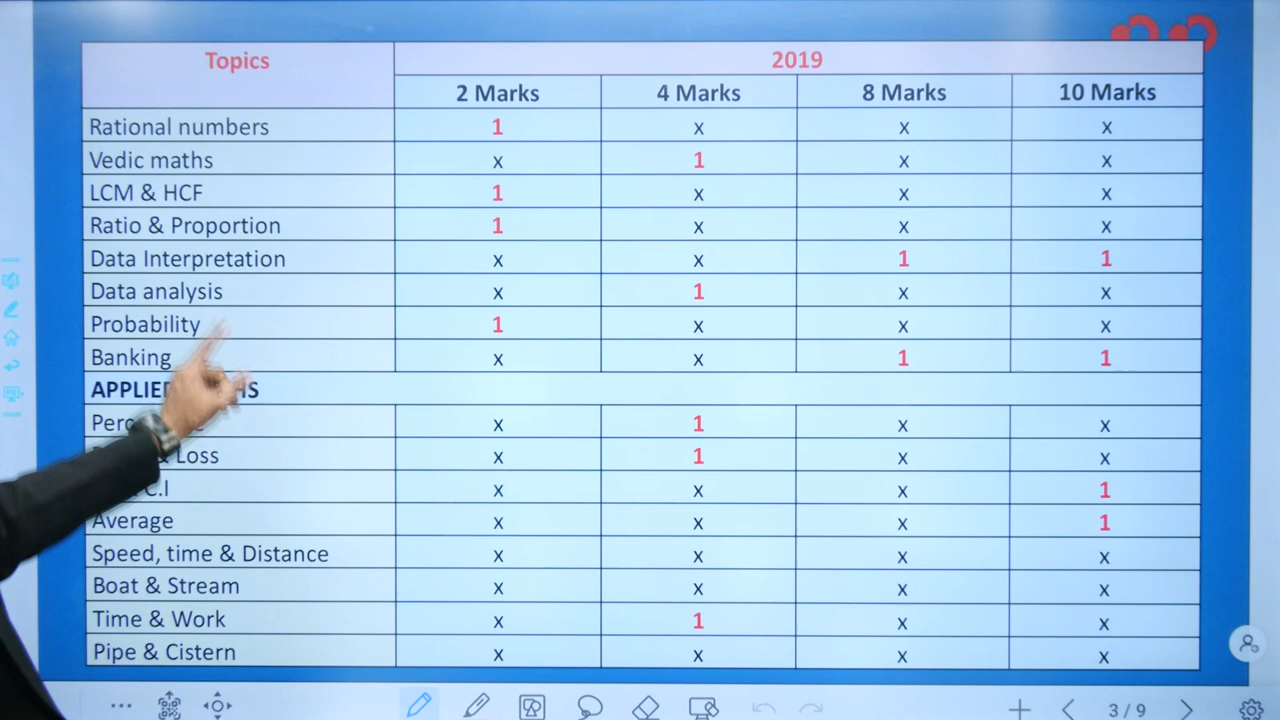 Topics 2019
2 Marks 4 Marks 8 Marks 10 Marks
Rational numbers 1 x x x
Vedic maths x 1 x x
LCM & HCF 1 x x x
Ratio & Proportion 1 x x x
Data Interpretation x x 1 1
Data analysis x 1 x x
Probability 1 x x x
Banking x x 1 1
APPLIED
x 1 x x
& Loss x 1 x x
C.I x x x 1
Average x x x 1
Speed, time & Distance x x x x
Boat & Stream x x x x
Time & Work x 1 x x
Pipe & Cistern x x x x
3 / 9